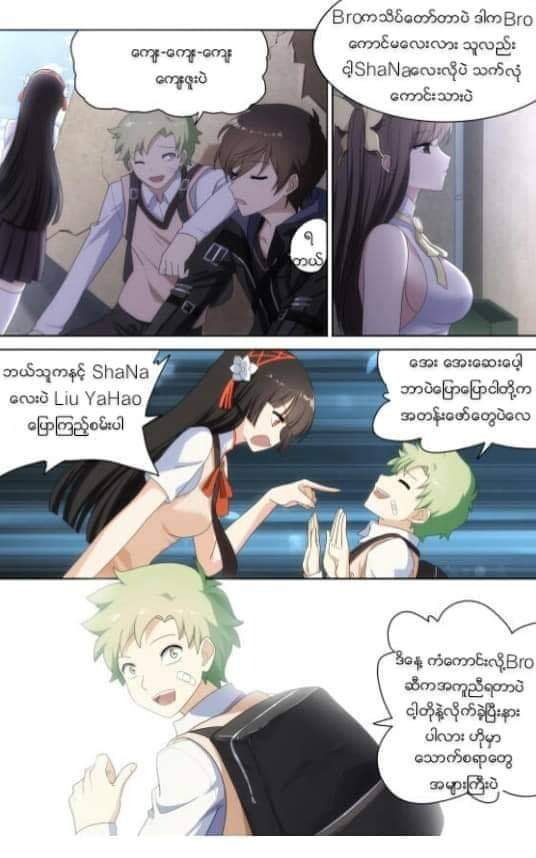 ကျေး-ကျေး-ကျေး
ကျေးဇူးပဲ
ရ
တယ်
Broကသိပ်တော်တာပဲ ဒါကBro
ကောင်မလေးလား သူလည်း
ငါ့ShaNaလေးလိုပဲ သက်လုံ
ကောင်းသားပဲ
ဘယ်သူကနင့် ShaNa
လေးပဲ Liu YaHao
ပြောကြည့်စမ်းပါ
အေး အေးဆေးပေါ့
ဘာပဲပြောပြောငါတို့က
အတန်းဖော်တွေပဲလေ
ဒီနေ့ ကံကောင်းလို့Bro
ဆီကအကူညီရတာပဲ
ငါ့တို့နဲ့လိုက်ခဲ့ပြီးနား
ပါလား ဟိုမှာ
သောက်စရာတွေ
အများကြီးပဲ